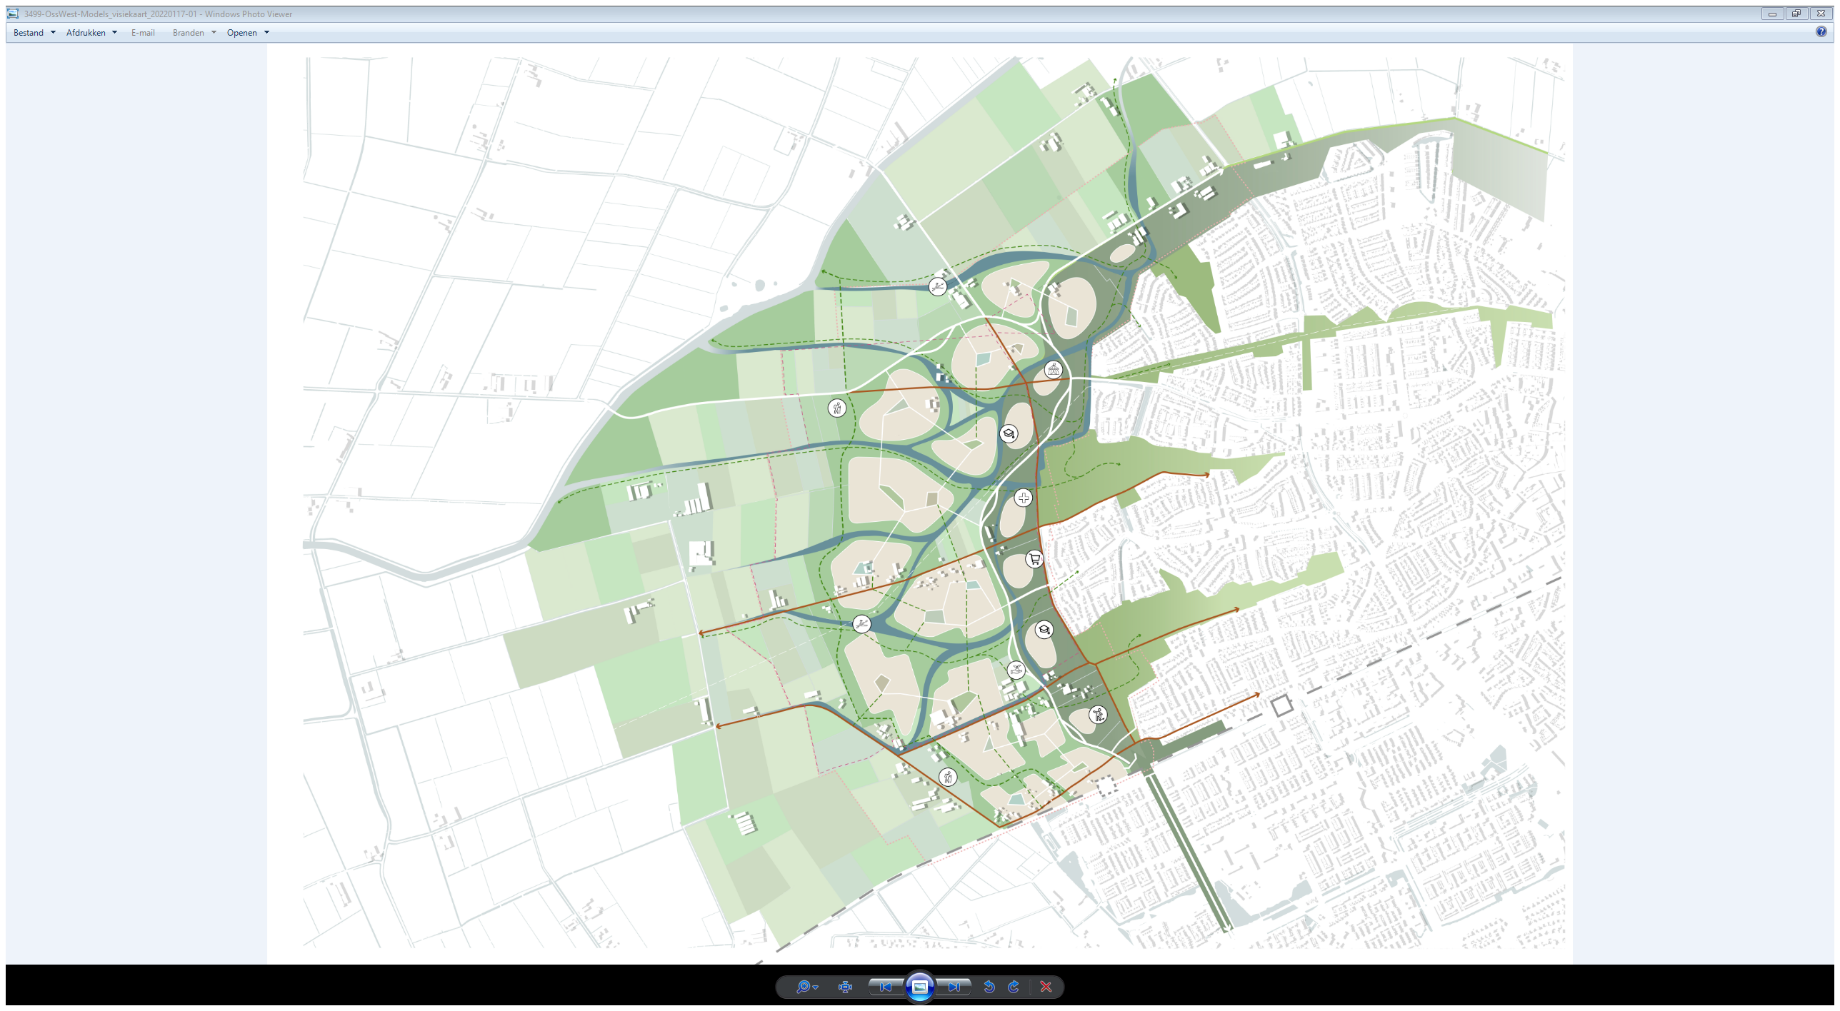 3499-OssWest-Models_visiekaart_20220117-01 - Windows Photo Viewer
Bestand Afdrukken E-mail Branden Openen